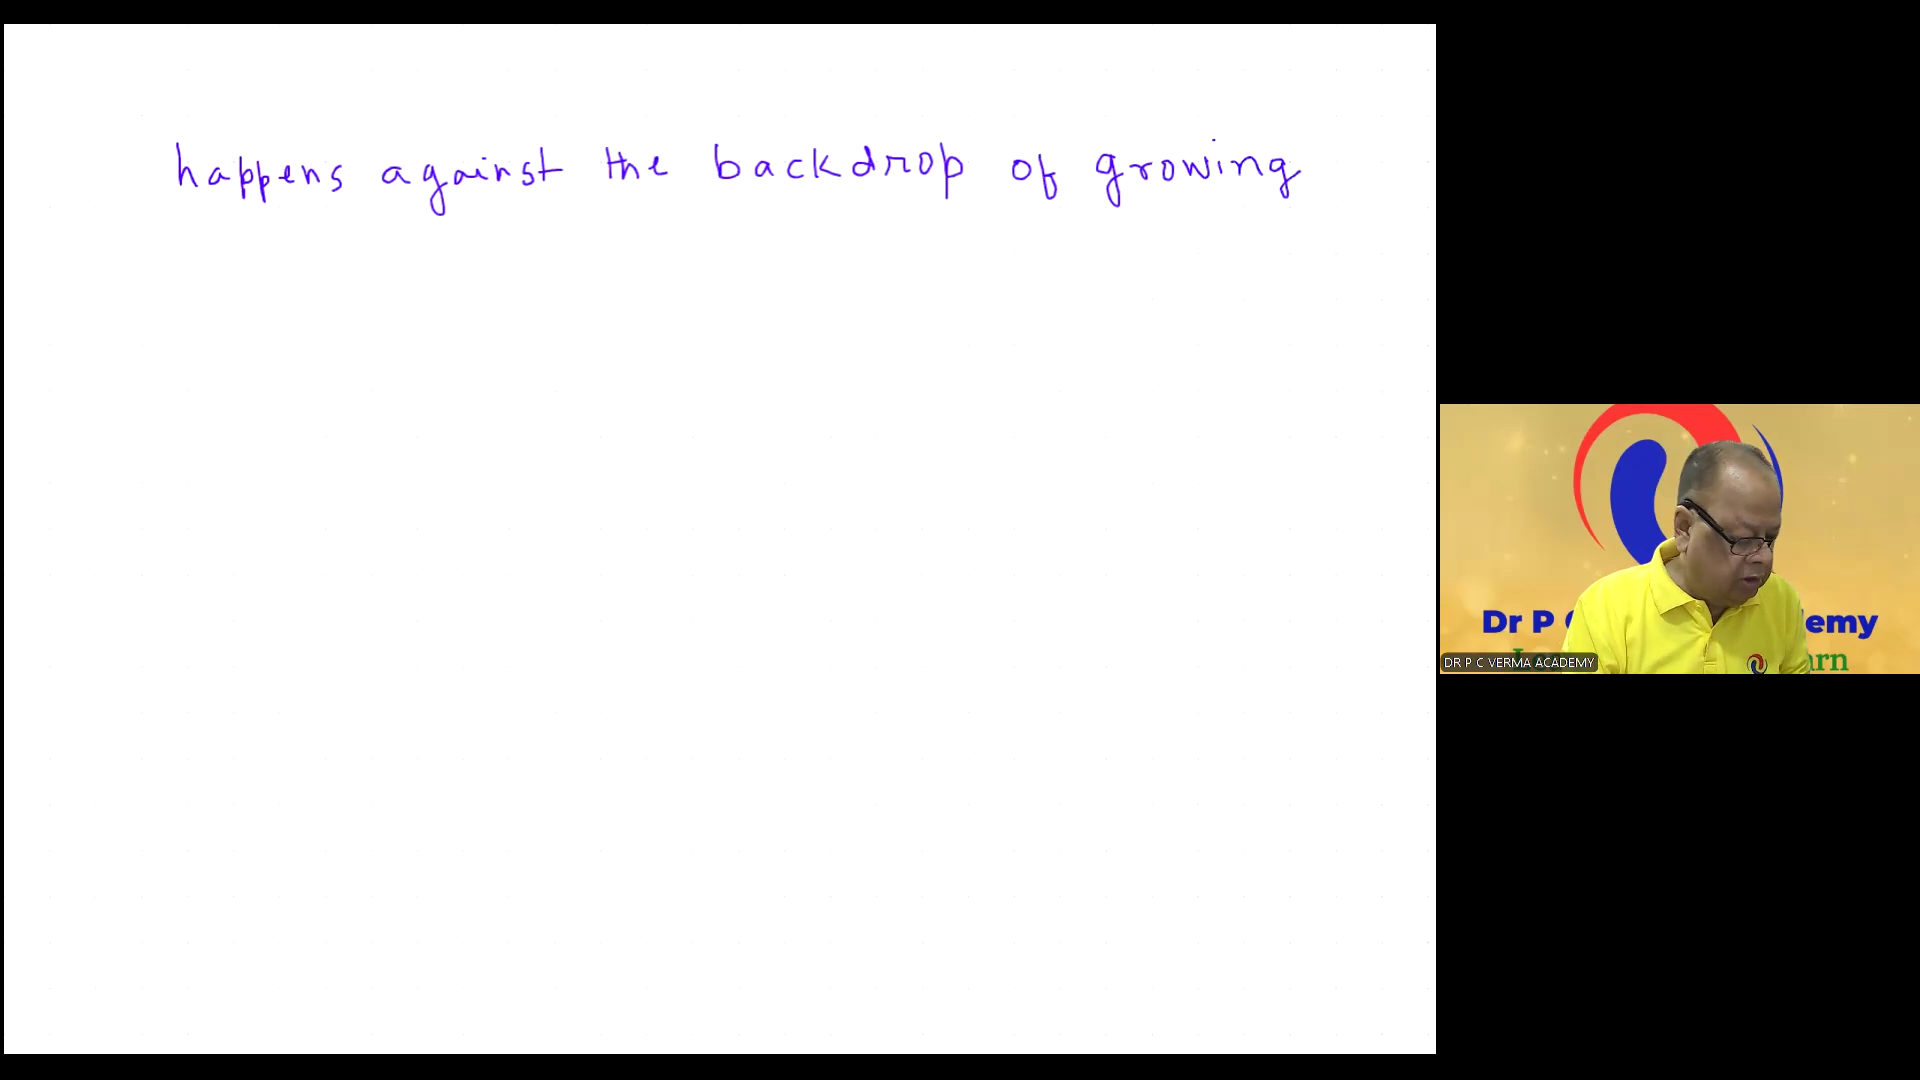 happens against the backdrop of growing
Dr P emy
DR P C VERMA ACADEMY